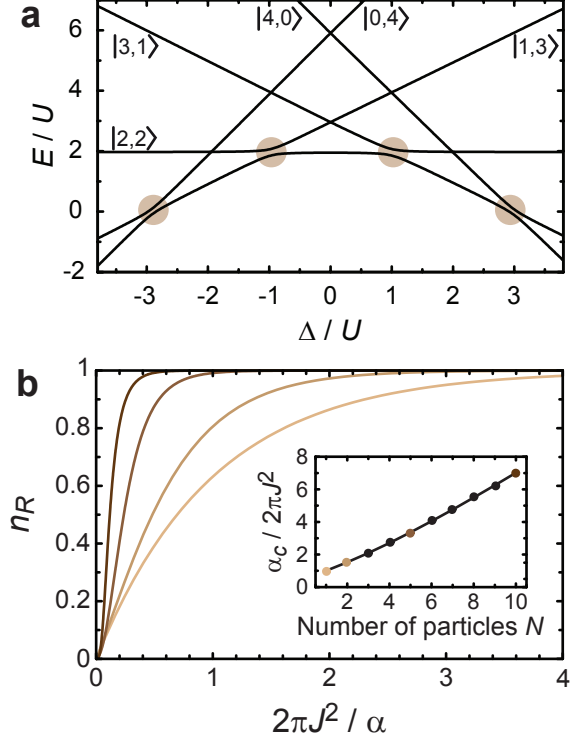 a
|4,0⟩ |0,4⟩
|3,1⟩ |1,3⟩
|2,2⟩
E / U
6
4
2
0
-2
-3 -2 -1 0 1 2 3
Δ / U
b
n_R
1
0.8
0.6
0.4
0.2
0
0 1 2 3 4
2πJ² / α
α_c / 2πJ²
8
6
4
2
0
2 4 6 8 10
Number of particles N